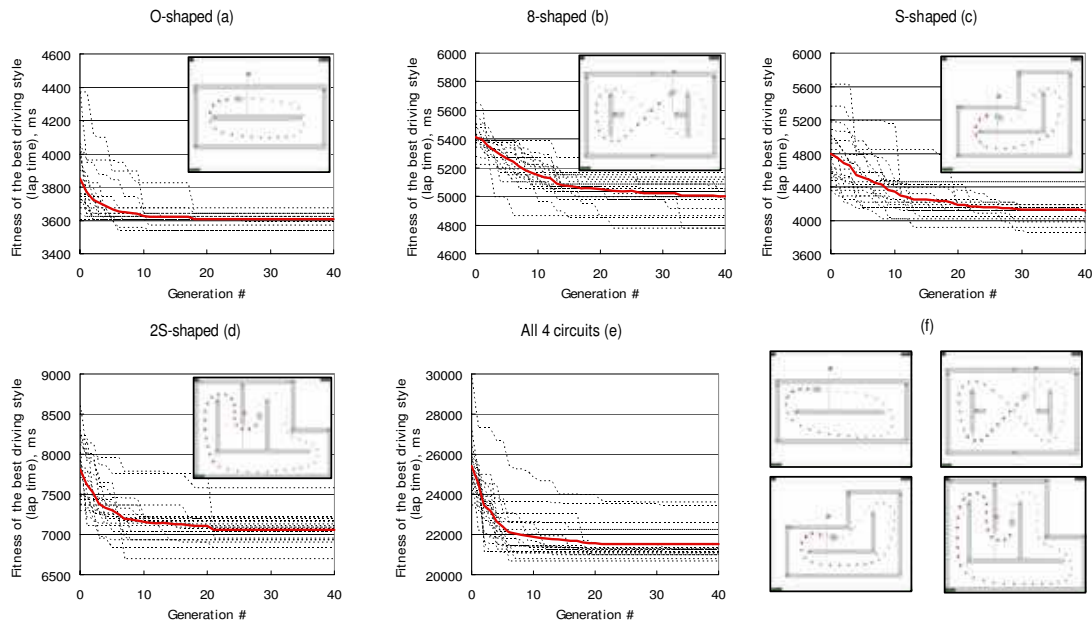 O-shaped (a)
Fitness of the best driving style
(lap time), ms
4600
4400
4200
4000
3800
3600
3400
0 10 20 30 40
Generation #
8-shaped (b)
Fitness of the best driving style
(lap time), ms
6000
5800
5600
5400
5200
5000
4800
4600
0 10 20 30 40
Generation #
S-shaped (c)
Fitness of the best driving style
(lap time), ms
6000
5600
5200
4800
4400
4000
3600
0 10 20 30 40
Generation #
2S-shaped (d)
Fitness of the best driving style
(lap time), ms
9000
8500
8000
7500
7000
6500
0 10 20 30 40
Generation #
All 4 circuits (e)
Fitness of the best driving style
(lap time), ms
30000
28000
26000
24000
22000
20000
0 10 20 30 40
Generation #
(f)